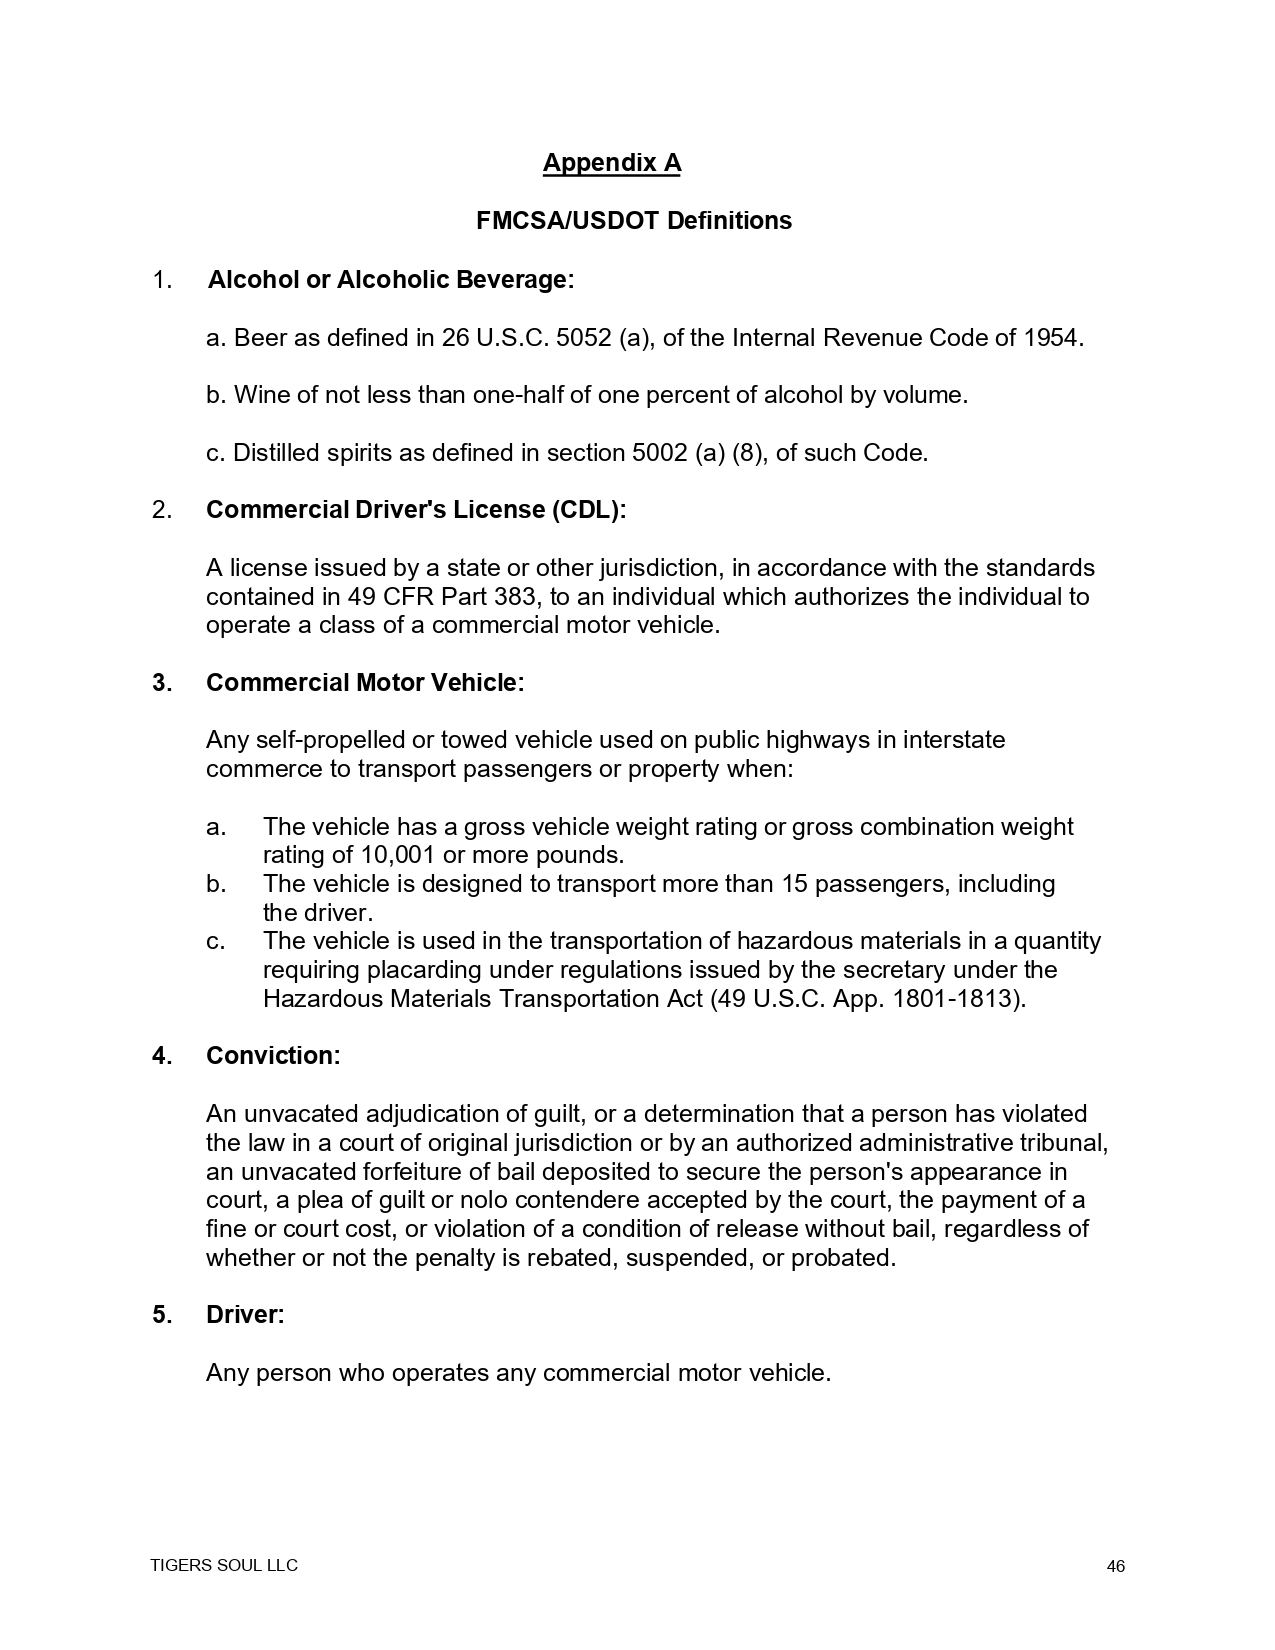 Appendix A
FMCSA/USDOT Definitions
1. Alcohol or Alcoholic Beverage:
a. Beer as defined in 26 U.S.C. 5052 (a), of the Internal Revenue Code of 1954.
b. Wine of not less than one-half of one percent of alcohol by volume.
c. Distilled spirits as defined in section 5002 (a) (8), of such Code.
2. Commercial Driver's License (CDL):
A license issued by a state or other jurisdiction, in accordance with the standards
contained in 49 CFR Part 383, to an individual which authorizes the individual to
operate a class of a commercial motor vehicle.
3. Commercial Motor Vehicle:
Any self-propelled or towed vehicle used on public highways in interstate
commerce to transport passengers or property when:
a. The vehicle has a gross vehicle weight rating or gross combination weight
rating of 10,001 or more pounds.
b. The vehicle is designed to transport more than 15 passengers, including
the driver.
c. The vehicle is used in the transportation of hazardous materials in a quantity
requiring placarding under regulations issued by the secretary under the
Hazardous Materials Transportation Act (49 U.S.C. App. 1801-1813).
4. Conviction:
An unvacated adjudication of guilt, or a determination that a person has violated
the law in a court of original jurisdiction or by an authorized administrative tribunal,
an unvacated forfeiture of bail deposited to secure the person's appearance in
court, a plea of guilt or nolo contendere accepted by the court, the payment of a
fine or court cost, or violation of a condition of release without bail, regardless of
whether or not the penalty is rebated, suspended, or probated.
5. Driver:
Any person who operates any commercial motor vehicle.
TIGERS SOUL LLC 46